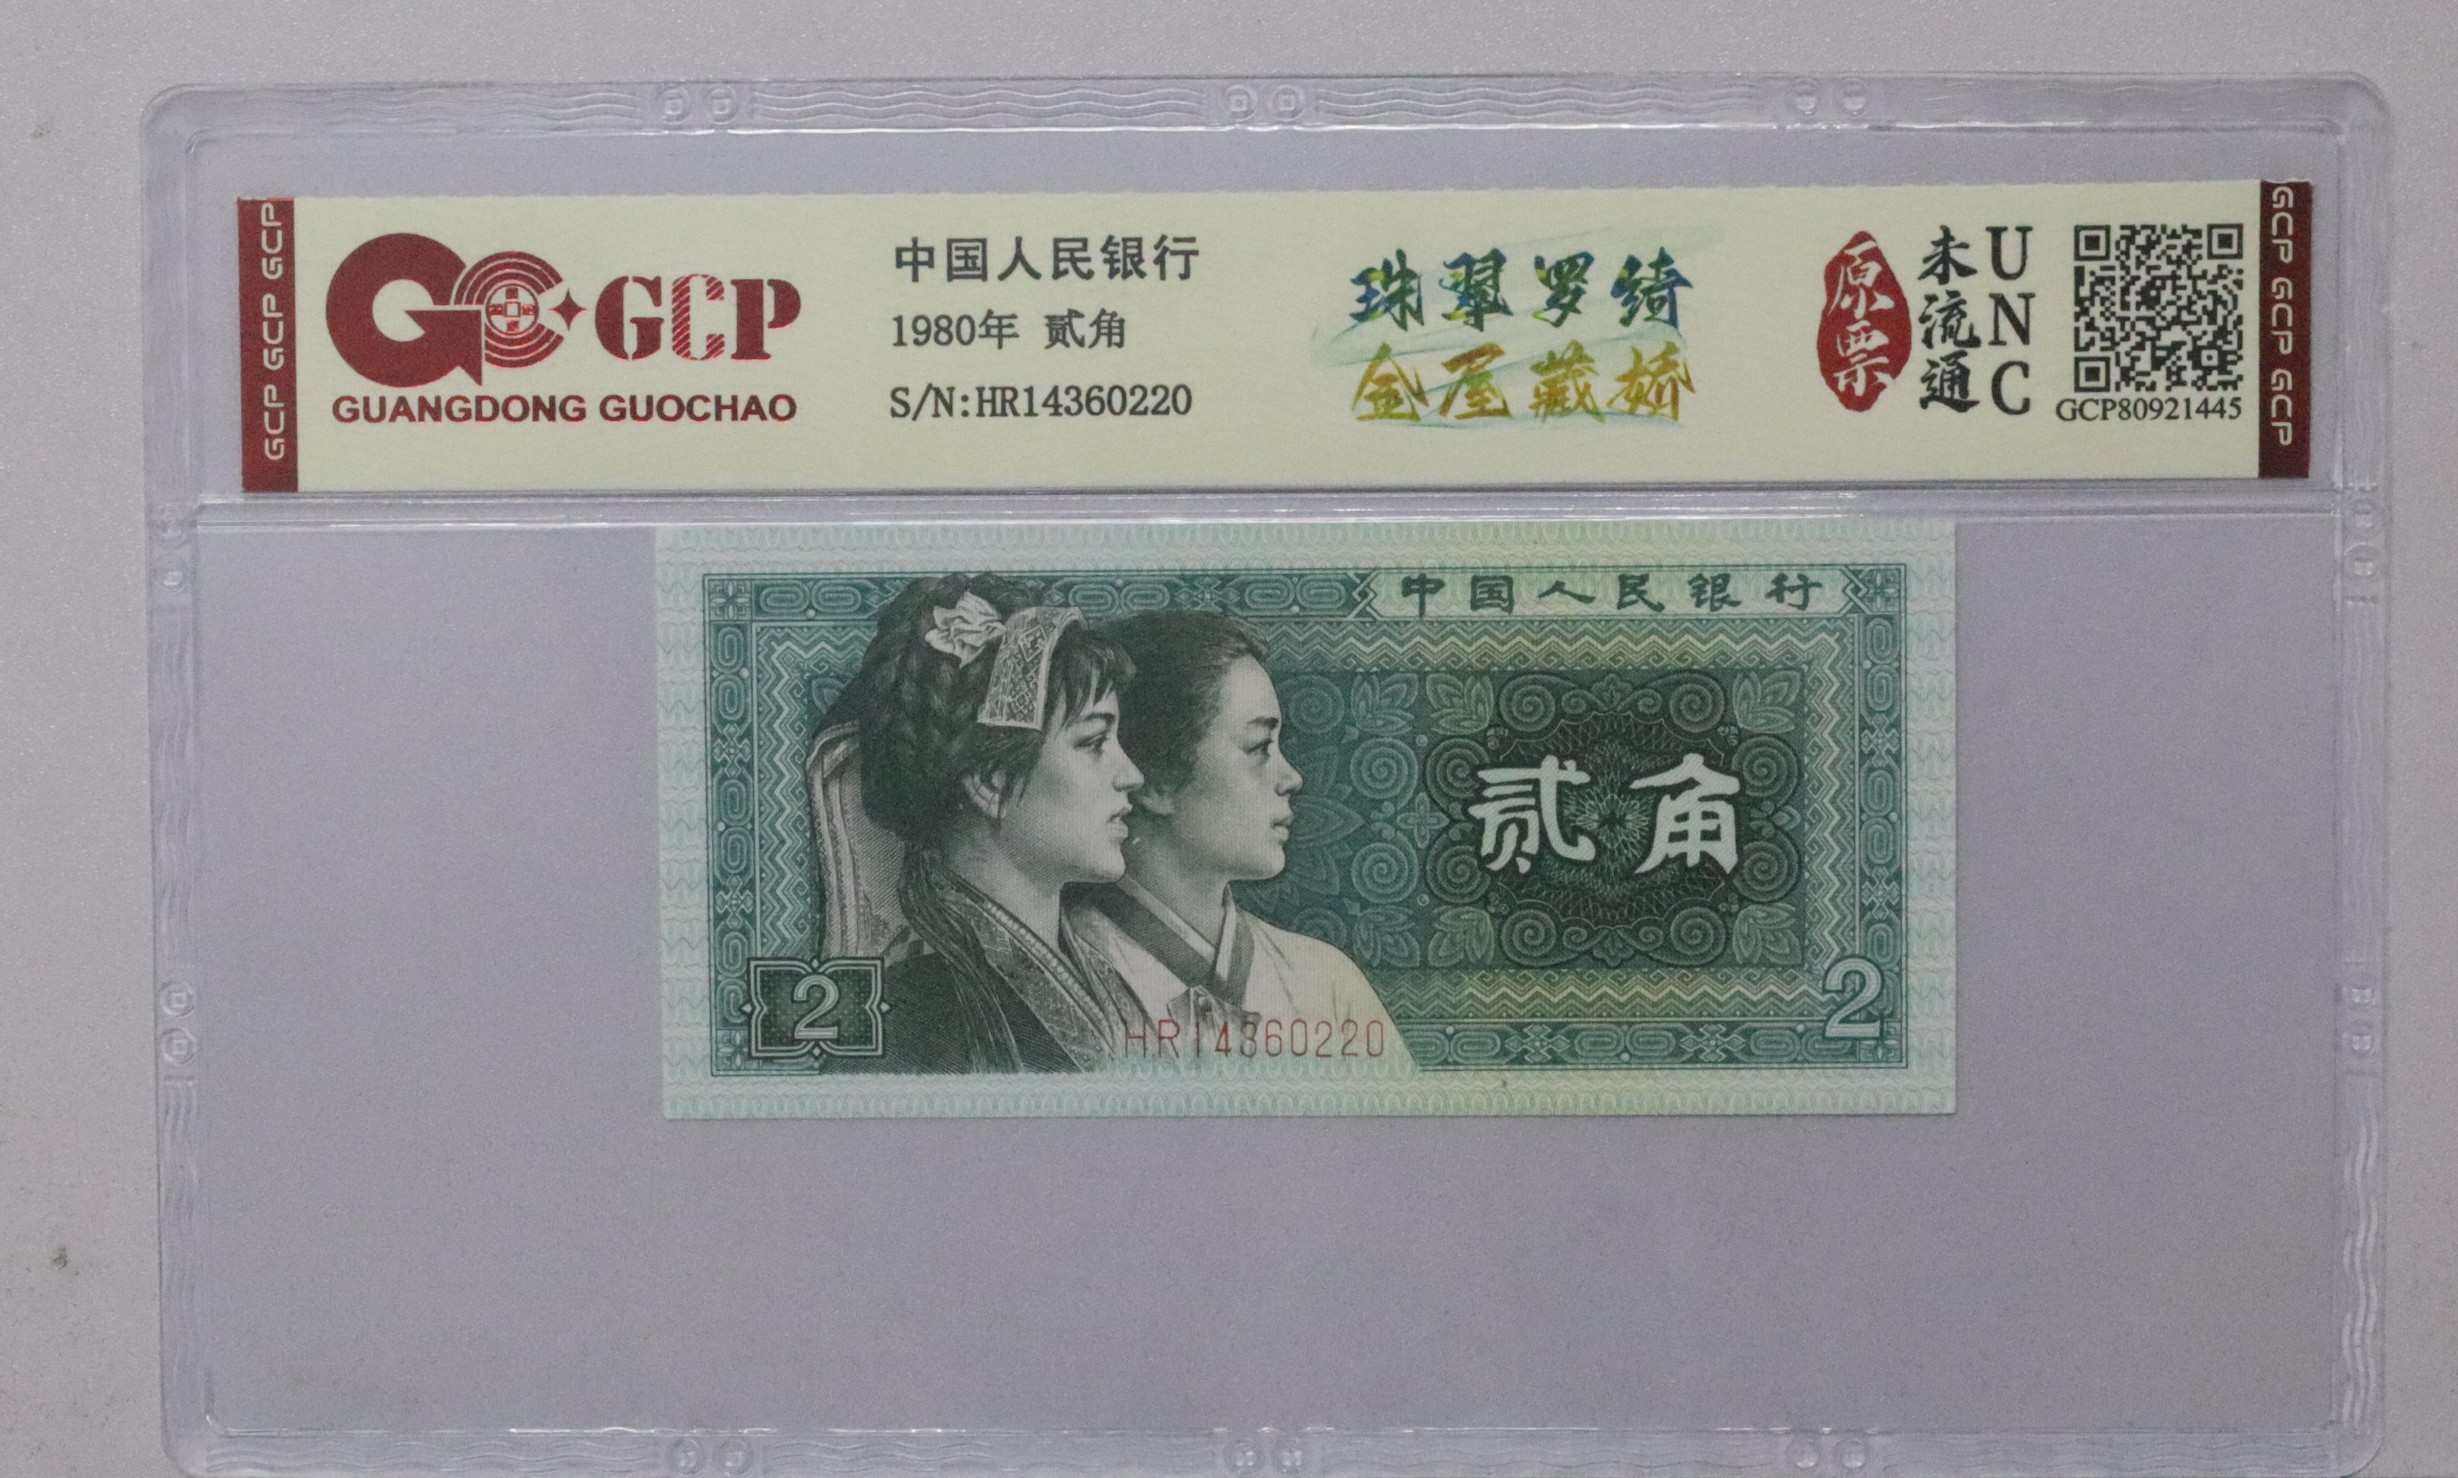 GCP GCP GCP
GCP
GUANGDONG GUOCHAO
中国人民银行
1980年 贰角
S/N:HR14360220
珠翠罗绮
金屋藏娇
原票
未流通
UNC
GCP80921445
GCP GCP GCP
中国人民银行
贰角
2
2
HR14360220